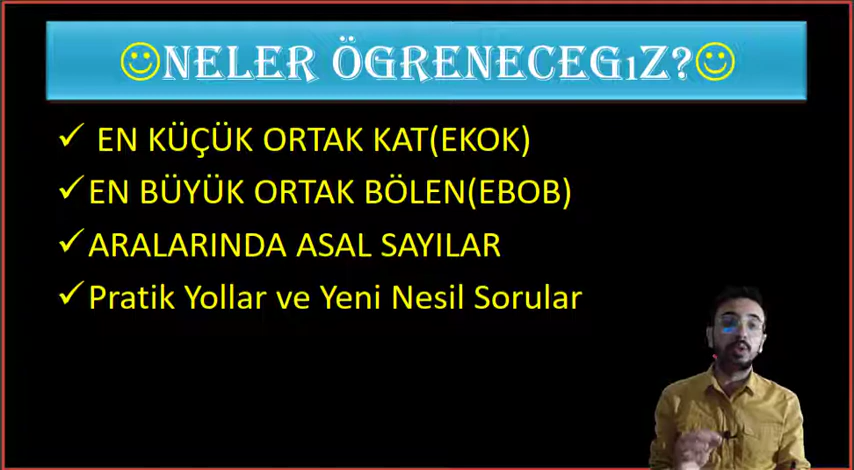 NELER ÖGRENECEGıZ?
EN KÜÇÜK ORTAK KAT(EKOK)
EN BÜYÜK ORTAK BÖLEN(EBOB)
ARALARINDA ASAL SAYILAR
Pratik Yollar ve Yeni Nesil Sorular